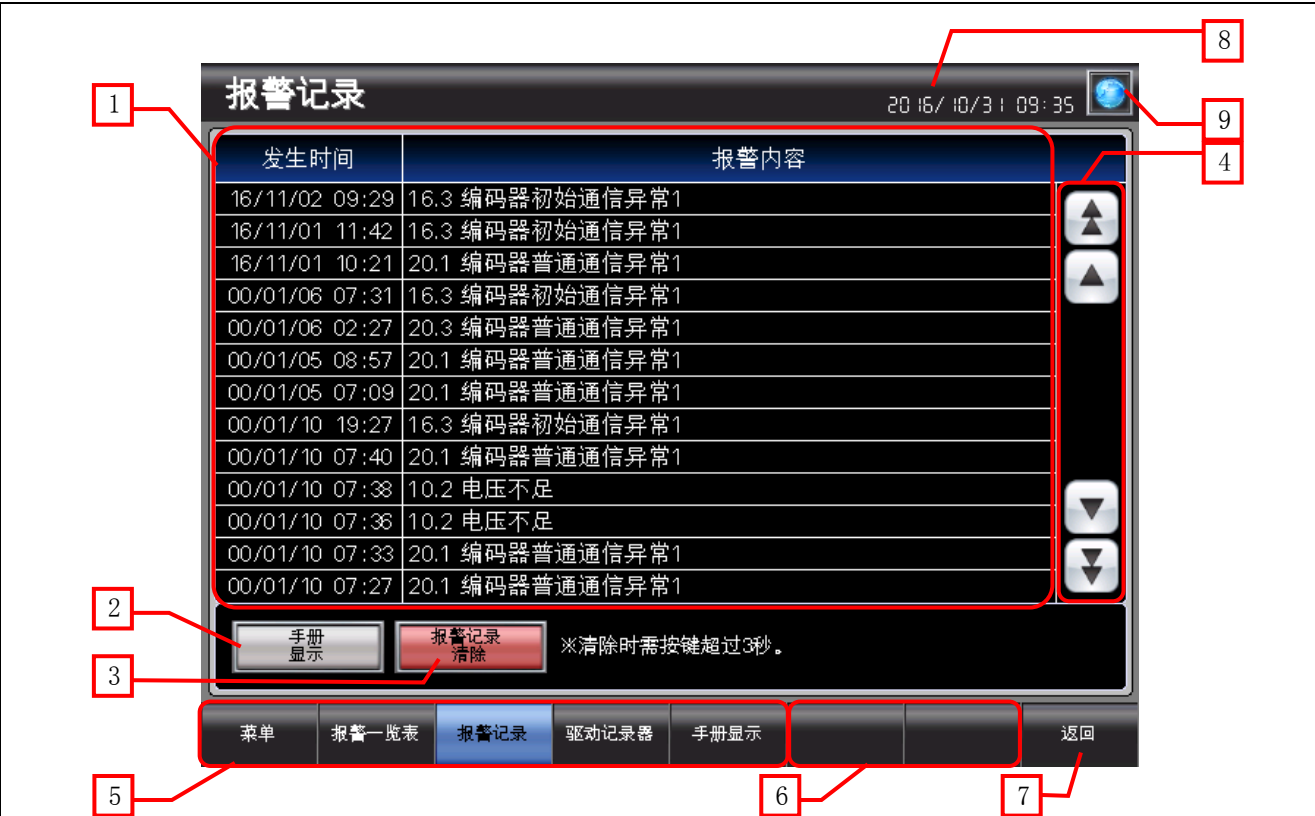 8
报警记录
2016/10/31 09:35
1
9
发生时间 报警内容
4
16/11/02 09:29 16.3 编码器初始通信异常1
16/11/01 11:42 16.3 编码器初始通信异常1
16/11/01 10:21 20.1 编码器普通通信异常1
00/01/06 07:31 16.3 编码器初始通信异常1
00/01/06 02:27 20.3 编码器普通通信异常1
00/01/05 08:57 20.1 编码器普通通信异常1
00/01/05 07:09 20.1 编码器普通通信异常1
00/01/10 19:27 16.3 编码器初始通信异常1
00/01/10 07:40 20.1 编码器普通通信异常1
00/01/10 07:38 10.2 电压不足
00/01/10 07:36 10.2 电压不足
00/01/10 07:33 20.1 编码器普通通信异常1
00/01/10 07:27 20.1 编码器普通通信异常1
2
手册
显示
报警记录
清除
※清除时需按键超过3秒。
3
菜单 报警一览表 报警记录 驱动记录器 手册显示 返回
5 6 7